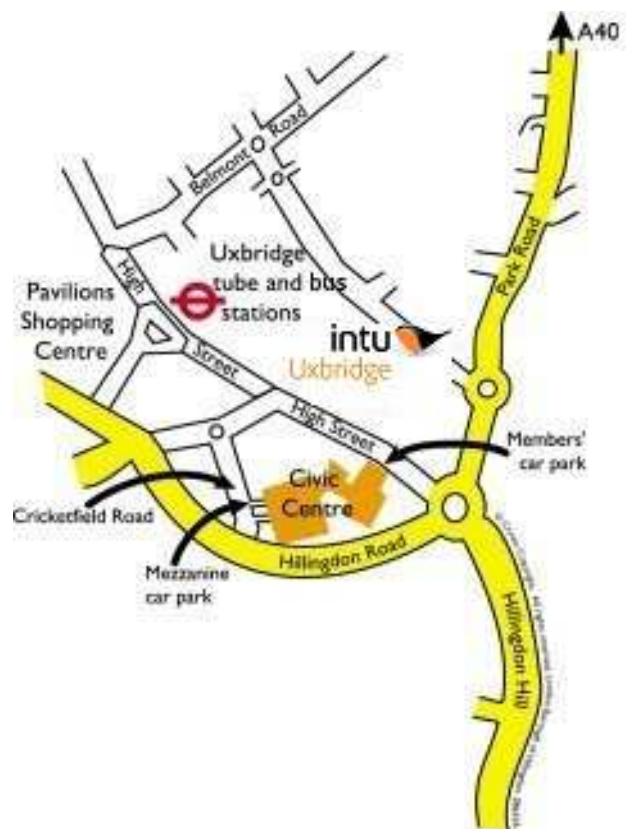 A40
Belmont Road
Park Road
High
Street
Uxbridge
tube and bus
stations
Pavilions
Shopping
Centre
intu
Uxbridge
High Street
Members'
car park
Civic
Centre
Cricketfield Road
Mezzanine
car park
Hillingdon Road
Hillingdon Hill